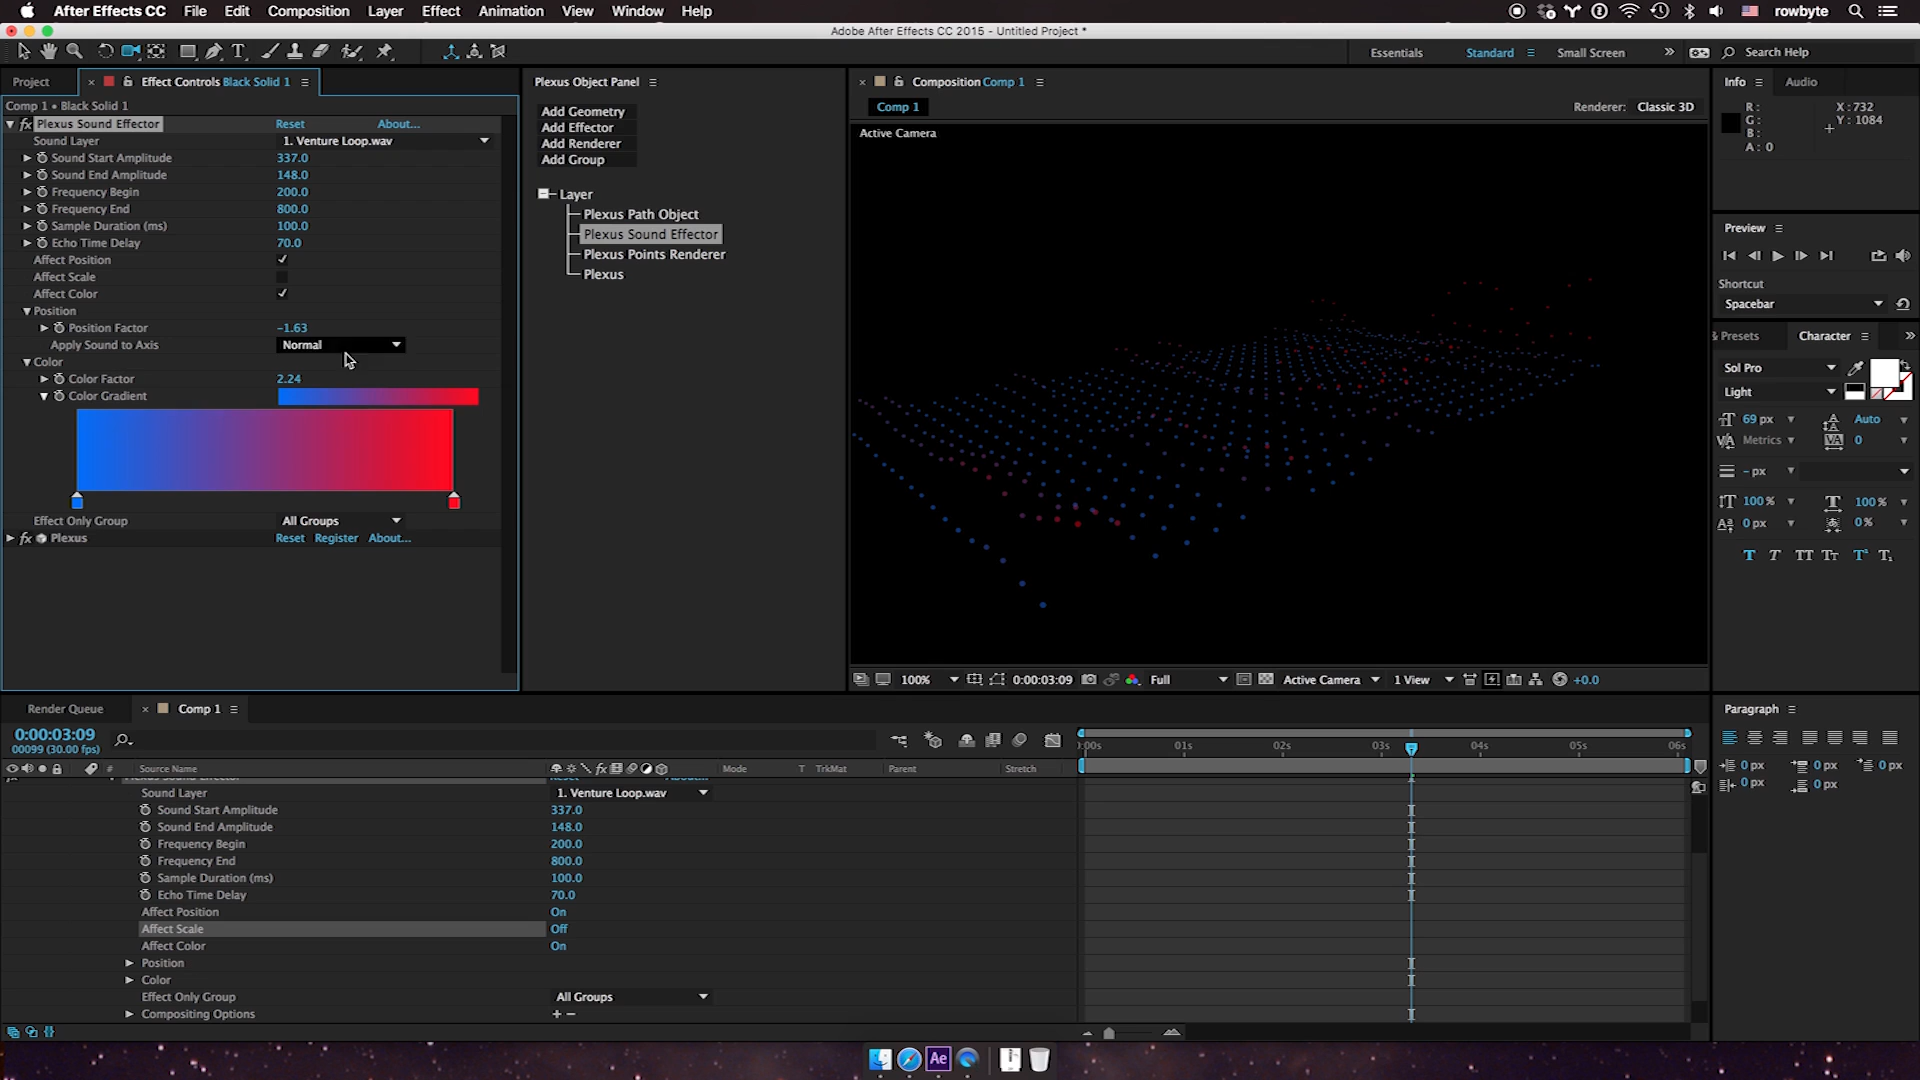 After Effects CC File Edit Composition Layer Effect Animation View Window Help rowbyte
Adobe After Effects CC 2015 - Untitled Project *
T Essentials Standard Small Screen » Search Help
Project × Effect Controls Black Solid 1
Comp 1 • Black Solid 1
fx Plexus Sound Effector Reset About...
Sound Layer 1. Venture Loop.wav
Sound Start Amplitude 337.0
Sound End Amplitude 148.0
Frequency Begin 200.0
Frequency End 800.0
Sample Duration (ms) 100.0
Echo Time Delay 70.0
Affect Position
Affect Scale
Affect Color
Position
Position Factor -1.63
Apply Sound to Axis Normal
Color
Color Factor 2.24
Color Gradient
Effect Only Group All Groups
fx Plexus Reset Register About...
Plexus Object Panel
Add Geometry
Add Effector
Add Renderer
Add Group
Layer
Plexus Path Object
Plexus Sound Effector
Plexus Points Renderer
Plexus
× Composition Comp 1
Comp 1 Renderer: Classic 3D
Active Camera
100% 0:00:03:09 Full Active Camera 1 View +0.0
Info Audio
R: X: 732
G: Y: 1084
B:
A: 0
Preview
Shortcut
Spacebar
& Presets Character »
Sol Pro
Light
69 px Auto
Metrics 0
- px
100 % 100 %
0 px 0 %
T T TT Tt T¹ T₁
Paragraph
0 px 0 px 0 px
0 px 0 px
Render Queue × Comp 1
0:00:03:09
00099 (30.00 fps)
:00s 01s 02s 03s 04s 05s 06s
# Source Name fx Mode T TrkMat Parent Stretch
Sound Layer 1. Venture Loop.wav
Sound Start Amplitude 337.0
Sound End Amplitude 148.0
Frequency Begin 200.0
Frequency End 800.0
Sample Duration (ms) 100.0
Echo Time Delay 70.0
Affect Position On
Affect Scale Off
Affect Color On
Position
Color
Effect Only Group All Groups
Compositing Options + −
Ae